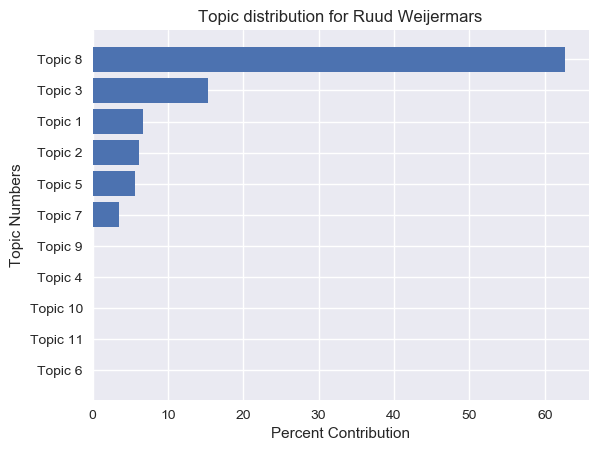 Topic distribution for Ruud Weijermars
Topic Numbers
Topic 8
Topic 3
Topic 1
Topic 2
Topic 5
Topic 7
Topic 9
Topic 4
Topic 10
Topic 11
Topic 6
0 10 20 30 40 50 60
Percent Contribution